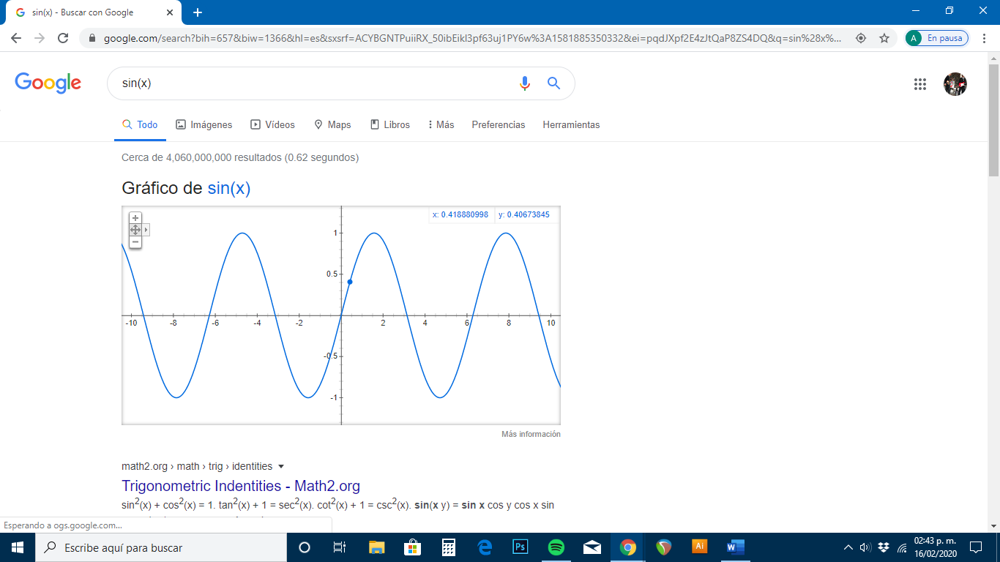 sin(x) - Buscar con Google
google.com/search?bih=657&biw=1366&hl=es&sxsrf=ACYBGNTPuiiRX_50ibEikI3pf63uj1PY6w%3A1581885350332&ei=pqdJXpf2E4zJtQaP8ZS4DQ&q=sin%28x%...
A En pausa
Google
sin(x)
Todo Imágenes Vídeos Maps Libros Más Preferencias Herramientas
Cerca de 4,060,000,000 resultados (0.62 segundos)
Gráfico de sin(x)
x: 0.418880998 y: 0.40673845
1
0.5
-10 -8 -6 -4 -2 2 4 6 8 10
-0.5
-1
Más información
math2.org › math › trig › identities
Trigonometric Indentities - Math2.org
sin²(x) + cos²(x) = 1. tan²(x) + 1 = sec²(x). cot²(x) + 1 = csc²(x). sin(x y) = sin x cos y cos x sin
Esperando a ogs.google.com...
Escribe aquí para buscar
Ps
Ai
W
02:43 p. m.
16/02/2020